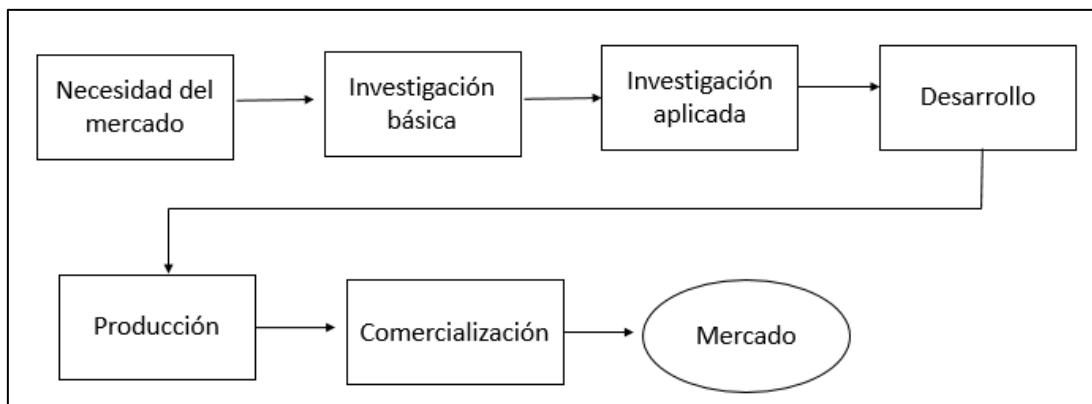 Necesidad del
mercado
Investigación
básica
Investigación
aplicada
Desarrollo
Producción
Comercialización
Mercado